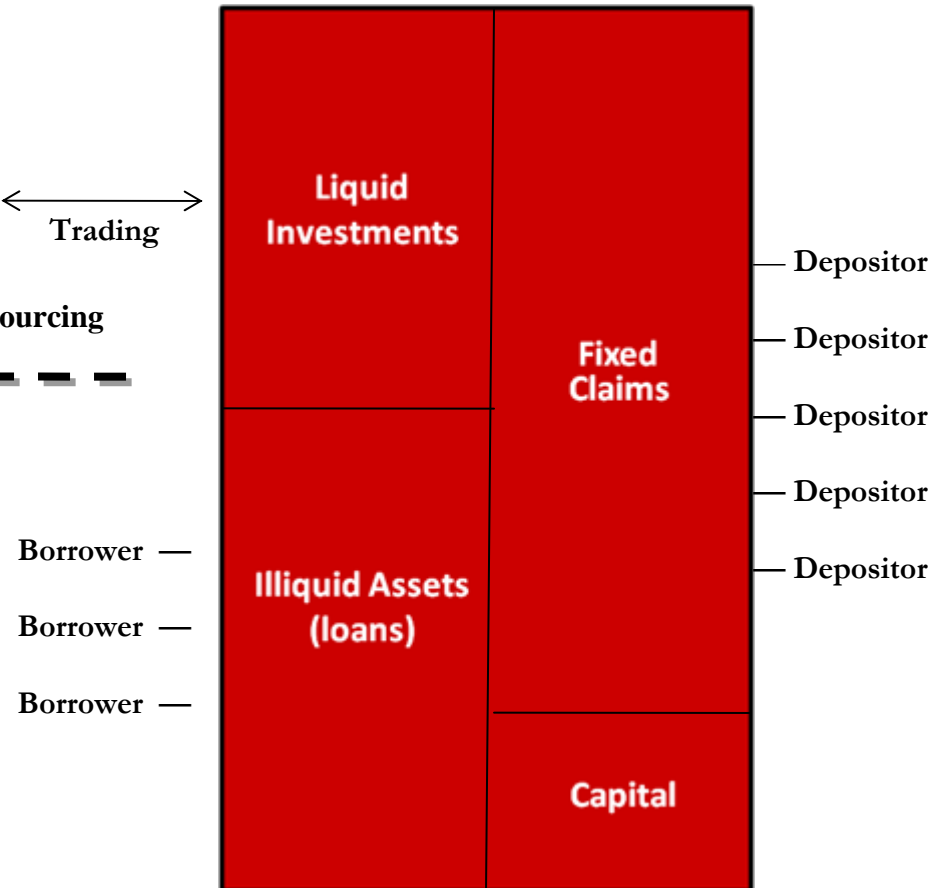 Liquid
Investments
Trading
ourcing
Depositor
Depositor
Fixed
Claims
Depositor
Depositor
Depositor
Borrower
Borrower
Borrower
Illiquid Assets
(loans)
Capital